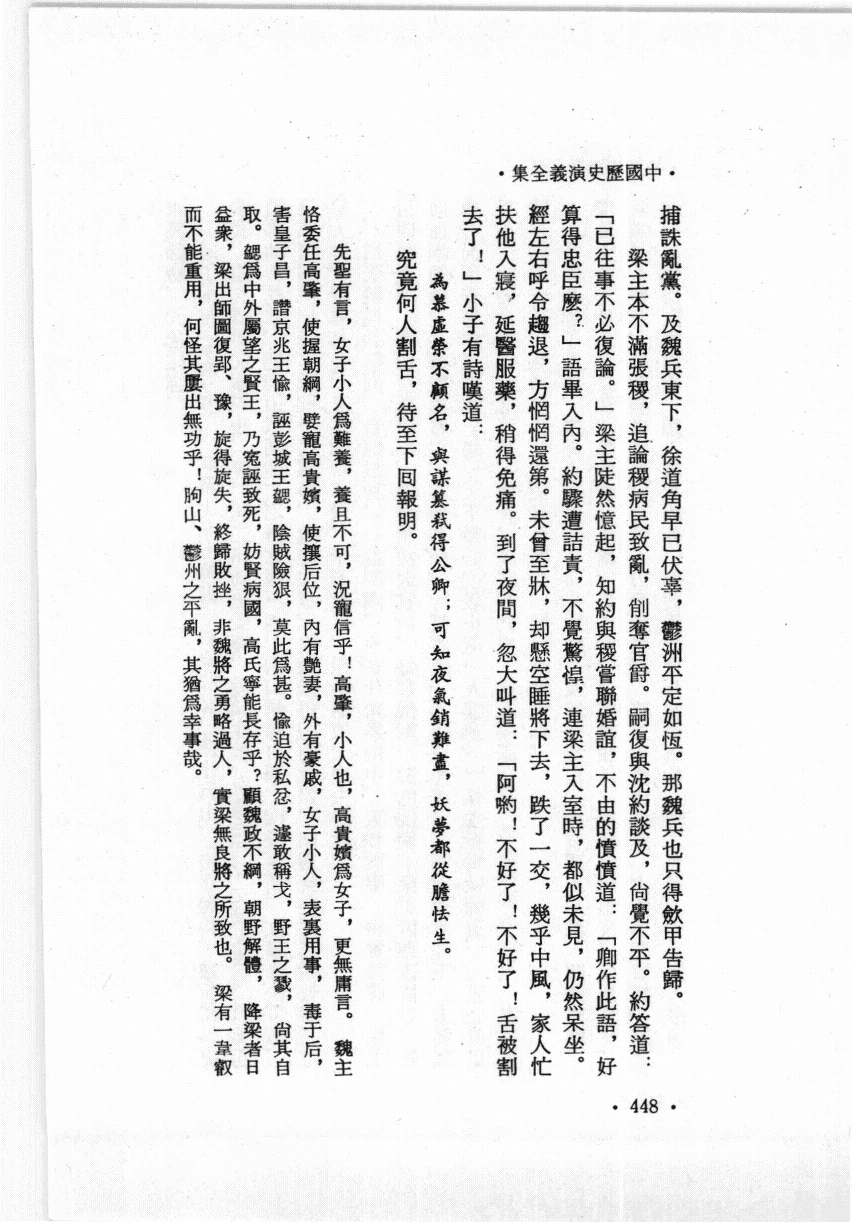 ·中國歷史演義全集·
捕誅亂黨。及魏兵東下，徐道角早已伏辜，鬱洲平定如恆。那魏兵也只得斂甲告歸。
梁主本不滿張稷，追論稷病民致亂，削奪官爵。嗣復與沈約談及，尙覺不平。約答道：
「已往事不必復論。」梁主陡然憶起，知約與稷嘗聯婚誼，不由的憤憤道：「卿作此語，好
算得忠臣麽？」語畢入內。約驟遭詰責，不覺驚惶，連梁主入室時，都似未見，仍然呆坐。
經左右呼令趨退，方惘惘還第。未曾至牀，却懸空睡將下去，跌了一交，幾乎中風，家人忙
扶他入寢，延醫服藥，稍得免痛。到了夜間，忽大叫道：「阿喲！不好了！不好了！舌被割
去了！」小子有詩嘆道：
為慕虛榮不顧名，與謀篡弒得公卿；可知夜氣銷難盡，妖夢都從膽怯生。
究竟何人割舌，待至下囘報明。
先聖有言，女子小人爲難養，養且不可，況寵信乎！高肇，小人也，高貴嬪爲女子，更無庸言。魏主
恪委任高肇，使握朝綱，嬖寵高貴嬪，使攘后位，內有艷妻，外有豪戚，女子小人，表裏用事，毒于后，
害皇子昌，譖京兆王愉，誣彭城王勰，陰賊險狠，莫此爲甚。愉迫於私忿，遽敢稱戈，野王之戮，尙其自
取。勰爲中外屬望之賢王，乃寃誣致死，妨賢病國，高氏寧能長存乎？顧魏政不綱，朝野解體，降梁者日
益衆，梁出師圖復郢、豫，旋得旋失，終歸敗挫，非魏將之勇略過人，實梁無良將之所致也。梁有一韋叡
而不能重用，何怪其屢出無功乎！朐山、鬱州之平亂，其猶爲幸事哉。
·448·